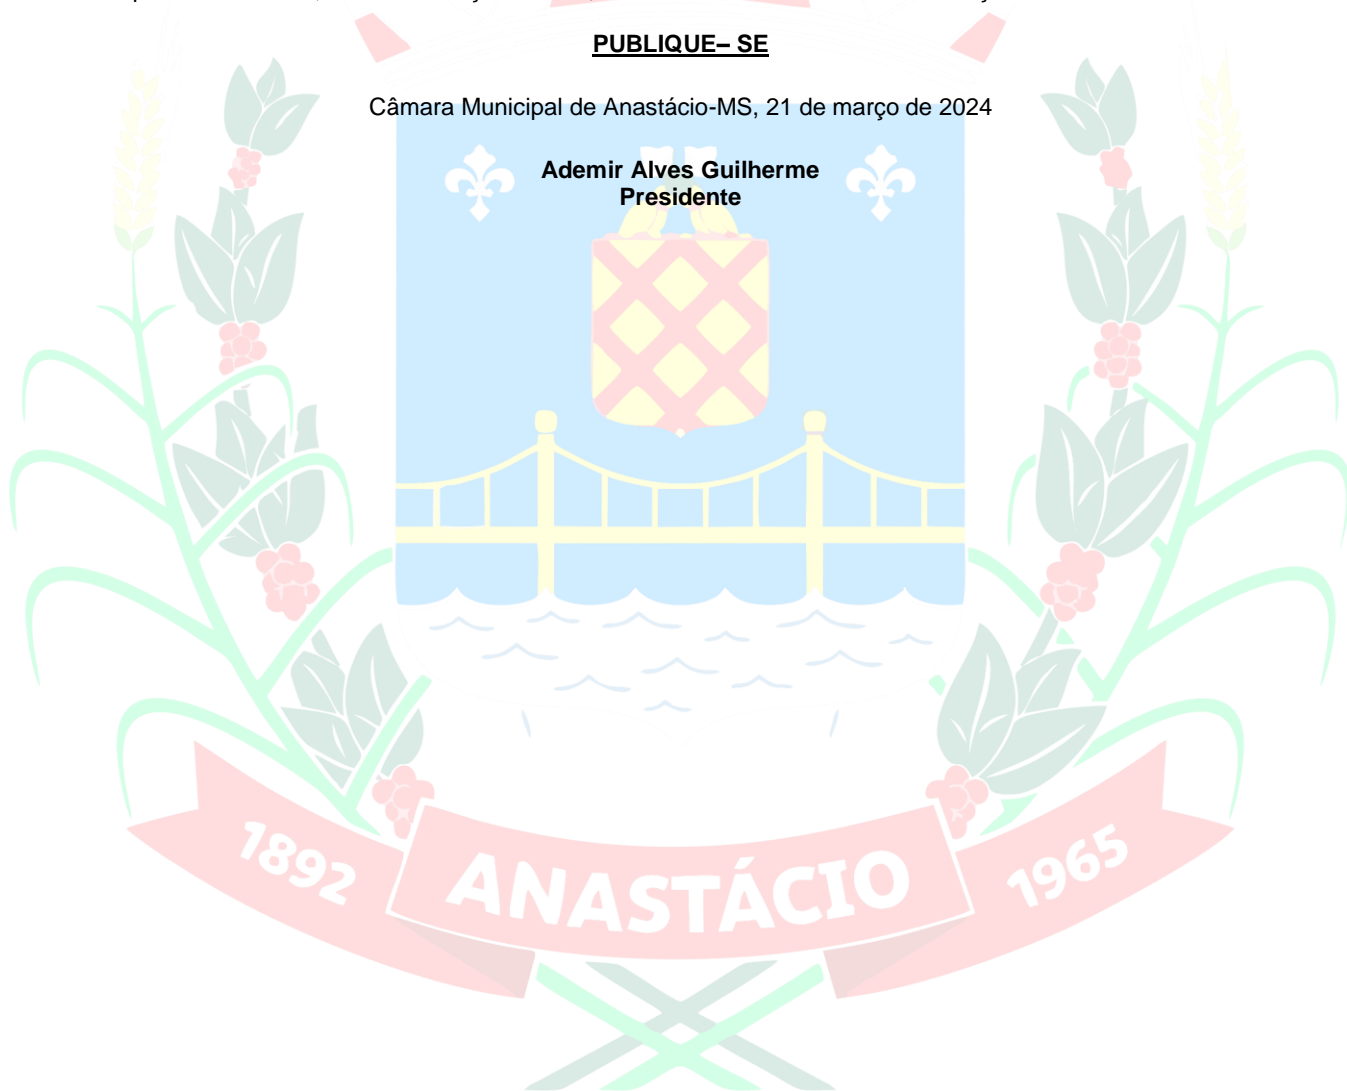 PUBLIQUE– SE
Câmara Municipal de Anastácio-MS, 21 de março de 2024
Ademir Alves Guilherme
Presidente
1892
ANASTÁCIO
1965